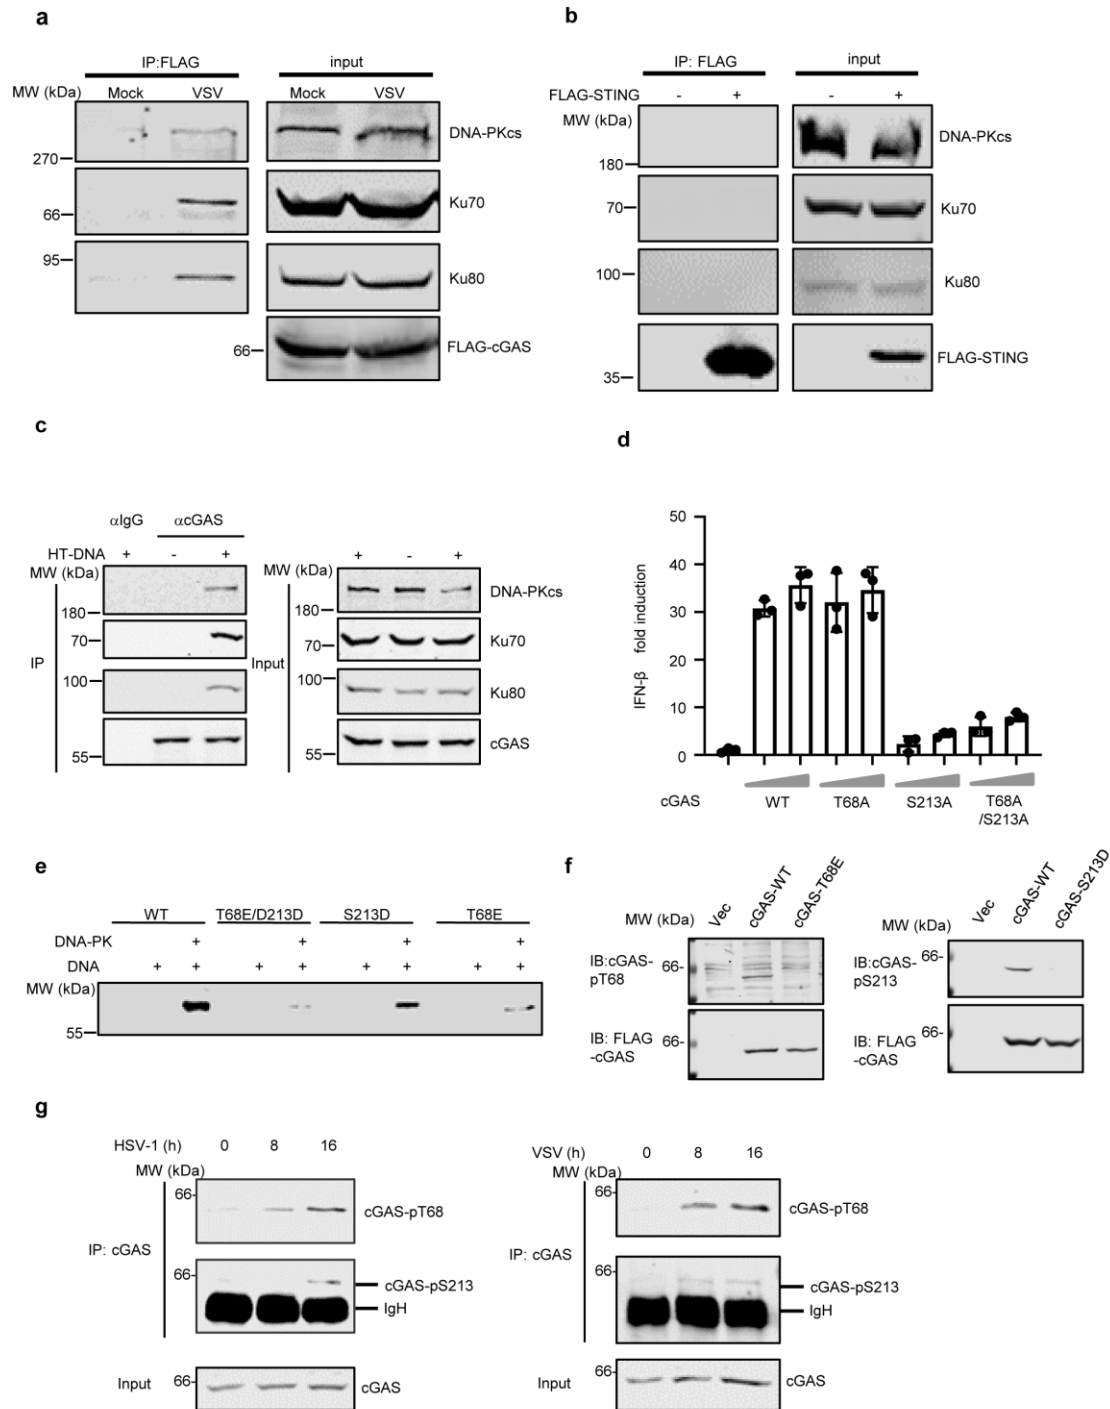 a
IP:FLAG input
MW (kDa) Mock VSV Mock VSV
DNA-PKcs
270
Ku70
66
95
Ku80
66
FLAG-cGAS
b
IP: FLAG input
FLAG-STING - + - +
MW (kDa)
DNA-PKcs
180
70
Ku70
100
Ku80
FLAG-STING
35
c
αIgG αcGAS
HT-DNA + - + + - +
MW (kDa) MW (kDa)
DNA-PKcs
180 180
70 70
Ku70
IP Input
100 100
Ku80
cGAS
55 55
d
IFN-β fold induction
50
40
30
20
10
0
cGAS WT T68A S213A T68A
/S213A
e
WT T68E/D213D S213D T68E
DNA-PK + + + +
DNA + + + + + + + +
MW (kDa)
55
f
MW (kDa) Vec cGAS-WT cGAS-T68E
IB:cGAS-
pT68
66-
IB: FLAG
-cGAS
66-
MW (kDa) Vec cGAS-WT cGAS-S213D
IB:cGAS-
pS213
66-
IB: FLAG
-cGAS
66-
g
HSV-1 (h) 0 8 16
MW (kDa)
66-
cGAS-pT68
IP: cGAS
66-
cGAS-pS213
IgH
Input 66- cGAS
VSV (h) 0 8 16
MW (kDa)
66-
cGAS-pT68
IP: cGAS
66-
cGAS-pS213
IgH
Input 66- cGAS